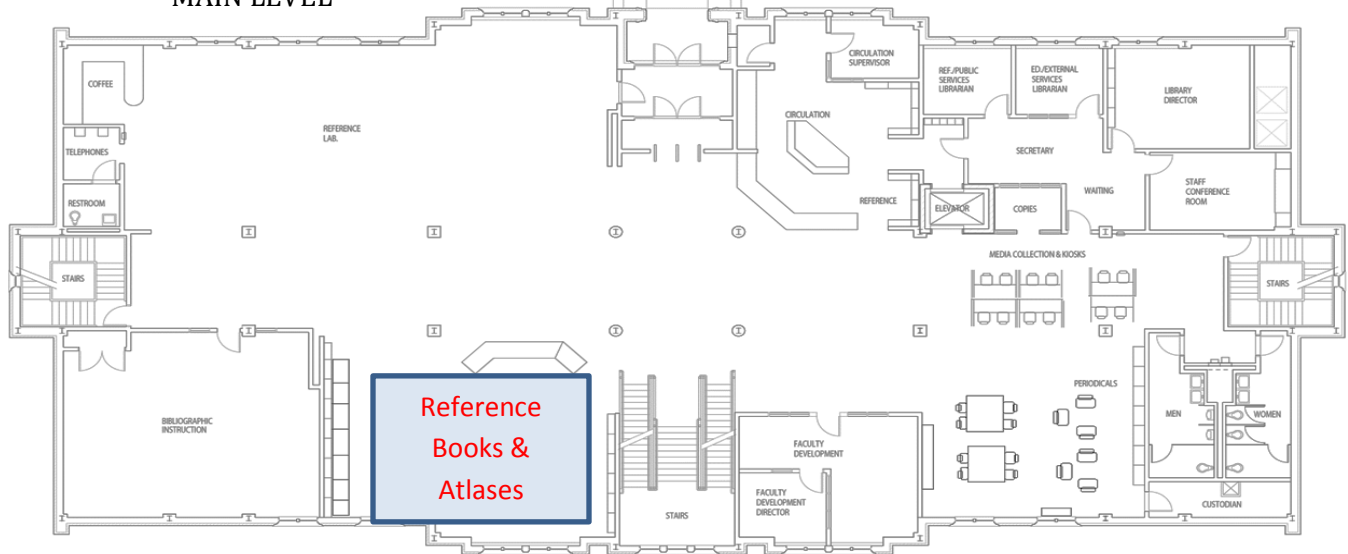 MAIN LEVEL
COFFEE
TELEPHONES
RESTROOM
STAIRS
REFERENCE
LAB.
BIBLIOGRAPHIC
INSTRUCTION
Reference
Books &
Atlases
STAIRS
CIRCULATION
SUPERVISOR
CIRCULATION
REFERENCE
REF./PUBLIC
SERVICES
LIBRARIAN
ED./EXTERNAL
SERVICES
LIBRARIAN
LIBRARY
DIRECTOR
SECRETARY
WAITING
STAFF
CONFERENCE
ROOM
ELEVATOR
COPIES
MEDIA COLLECTION & KIOSKS
STAIRS
PERIODICALS
MEN
WOMEN
CUSTODIAN
FACULTY
DEVELOPMENT
FACULTY
DEVELOPMENT
DIRECTOR